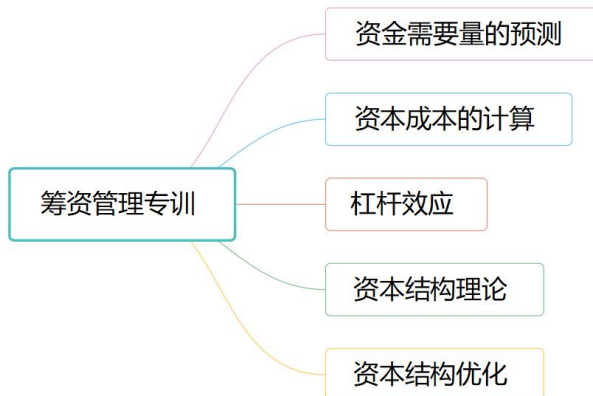 资金需要量的预测
资本成本的计算
筹资管理专训
杠杆效应
资本结构理论
资本结构优化